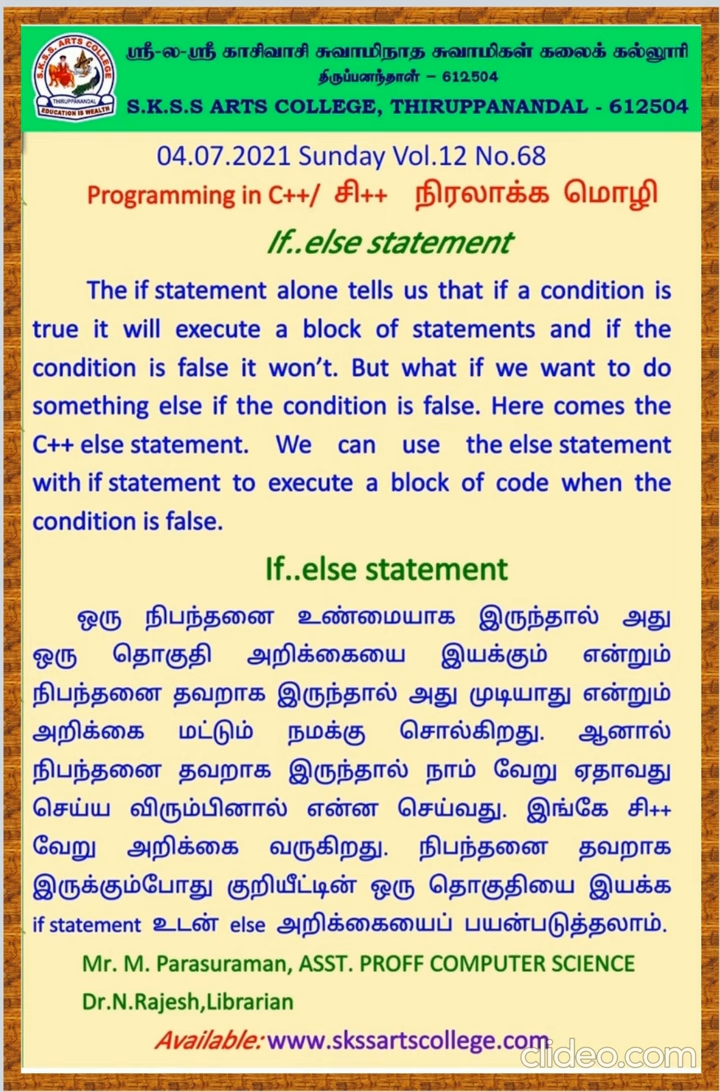 S.K.S.S. ARTS COLLEGE
THIRUPPANANDAL
EDUCATION IS WEALTH
ஸ்ரீ-ல-ஸ்ரீ காசிவாசி சுவாமிநாத சுவாமிகள் கலைக் கல்லூரி
திருப்பனந்தாள் – 612504
S.K.S.S ARTS COLLEGE, THIRUPPANANDAL - 612504
04.07.2021 Sunday Vol.12 No.68
Programming in C++/ சி++ நிரலாக்க மொழி
If..else statement
The if statement alone tells us that if a condition is
true it will execute a block of statements and if the
condition is false it won’t. But what if we want to do
something else if the condition is false. Here comes the
C++ else statement. We can use the else statement
with if statement to execute a block of code when the
condition is false.
If..else statement
ஒரு நிபந்தனை உண்மையாக இருந்தால் அது
ஒரு தொகுதி அறிக்கையை இயக்கும் என்றும்
நிபந்தனை தவறாக இருந்தால் அது முடியாது என்றும்
அறிக்கை மட்டும் நமக்கு சொல்கிறது. ஆனால்
நிபந்தனை தவறாக இருந்தால் நாம் வேறு ஏதாவது
செய்ய விரும்பினால் என்ன செய்வது. இங்கே சி++
வேறு அறிக்கை வருகிறது. நிபந்தனை தவறாக
இருக்கும்போது குறியீட்டின் ஒரு தொகுதியை இயக்க
if statement உடன் else அறிக்கையைப் பயன்படுத்தலாம்.
Mr. M. Parasuraman, ASST. PROFF COMPUTER SCIENCE
Dr.N.Rajesh,Librarian
Available: www.skssartscollege.com
clideo.com